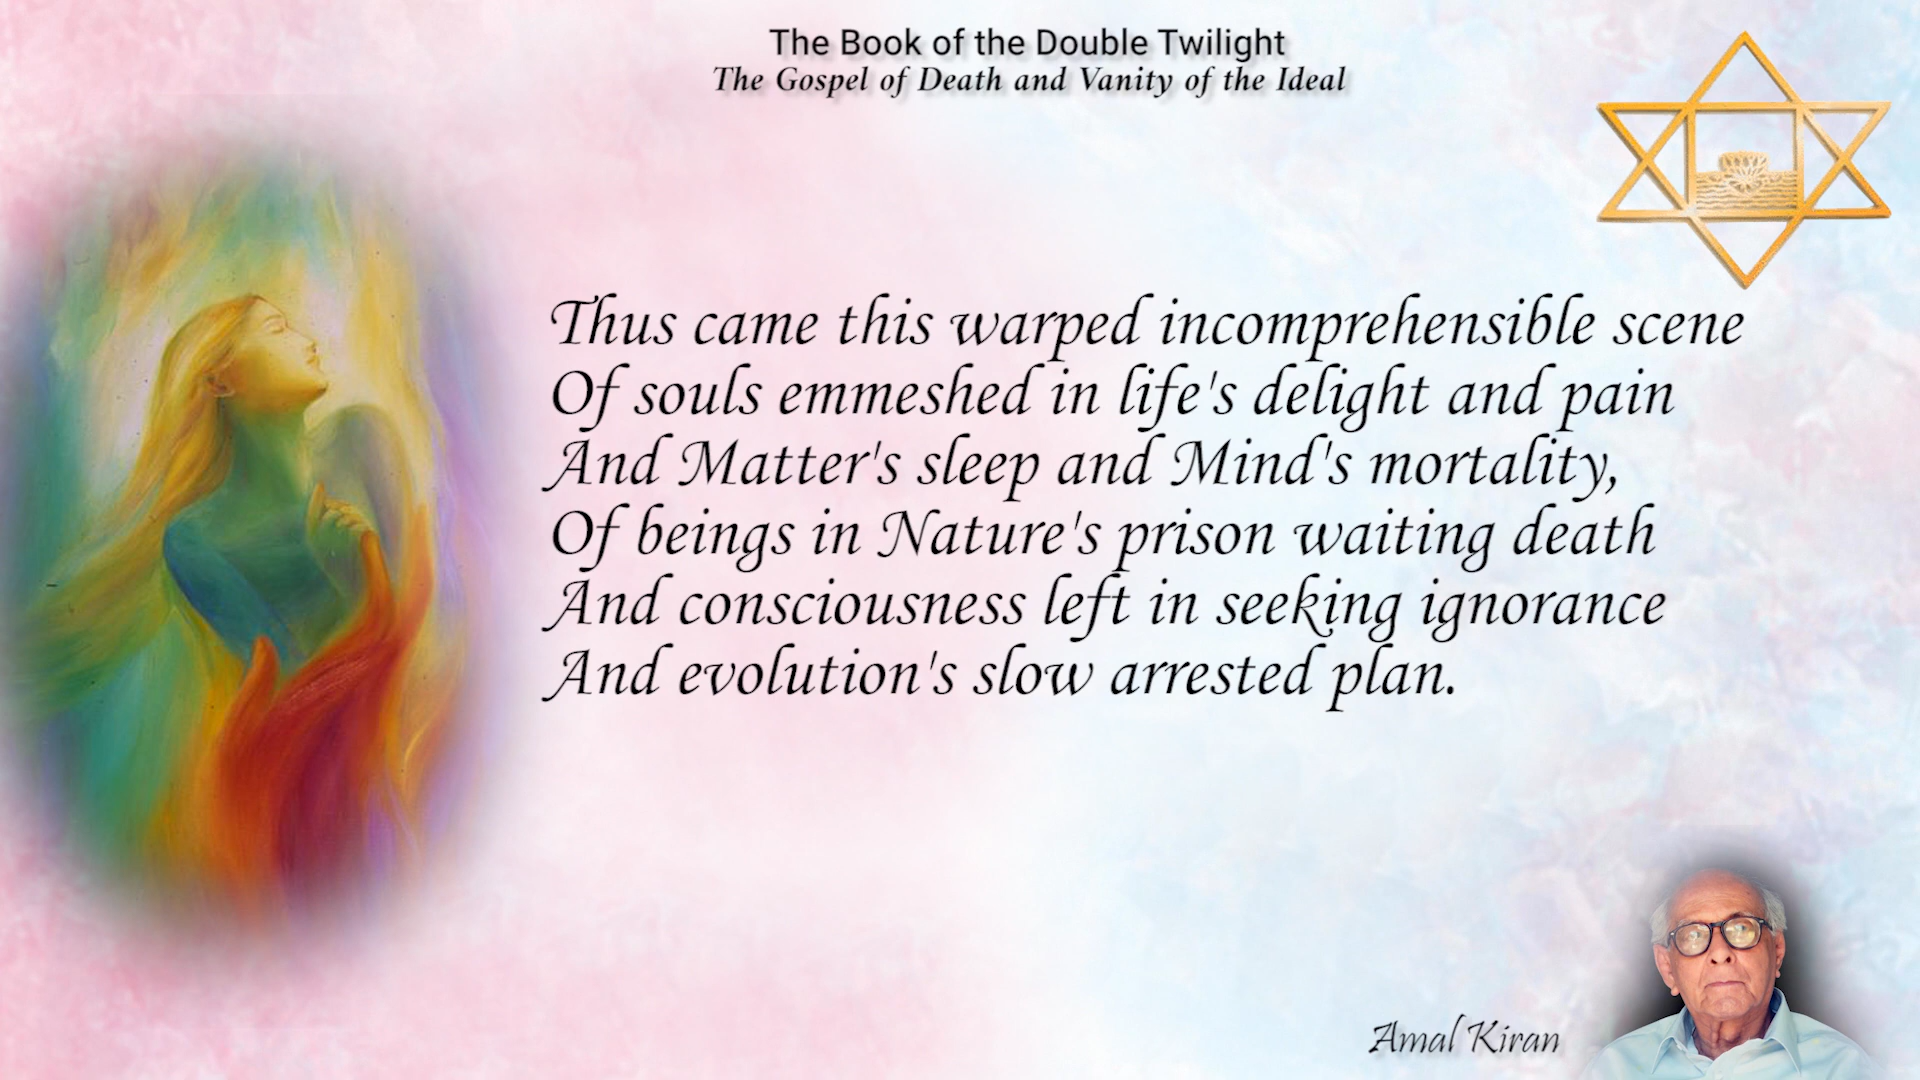 The Book of the Double Twilight
The Gospel of Death and Vanity of the Ideal
Thus came this warped incomprehensible scene
Of souls emmeshed in life's delight and pain
And Matter's sleep and Mind's mortality,
Of beings in Nature's prison waiting death
And consciousness left in seeking ignorance
And evolution's slow arrested plan.
Amal Kiran